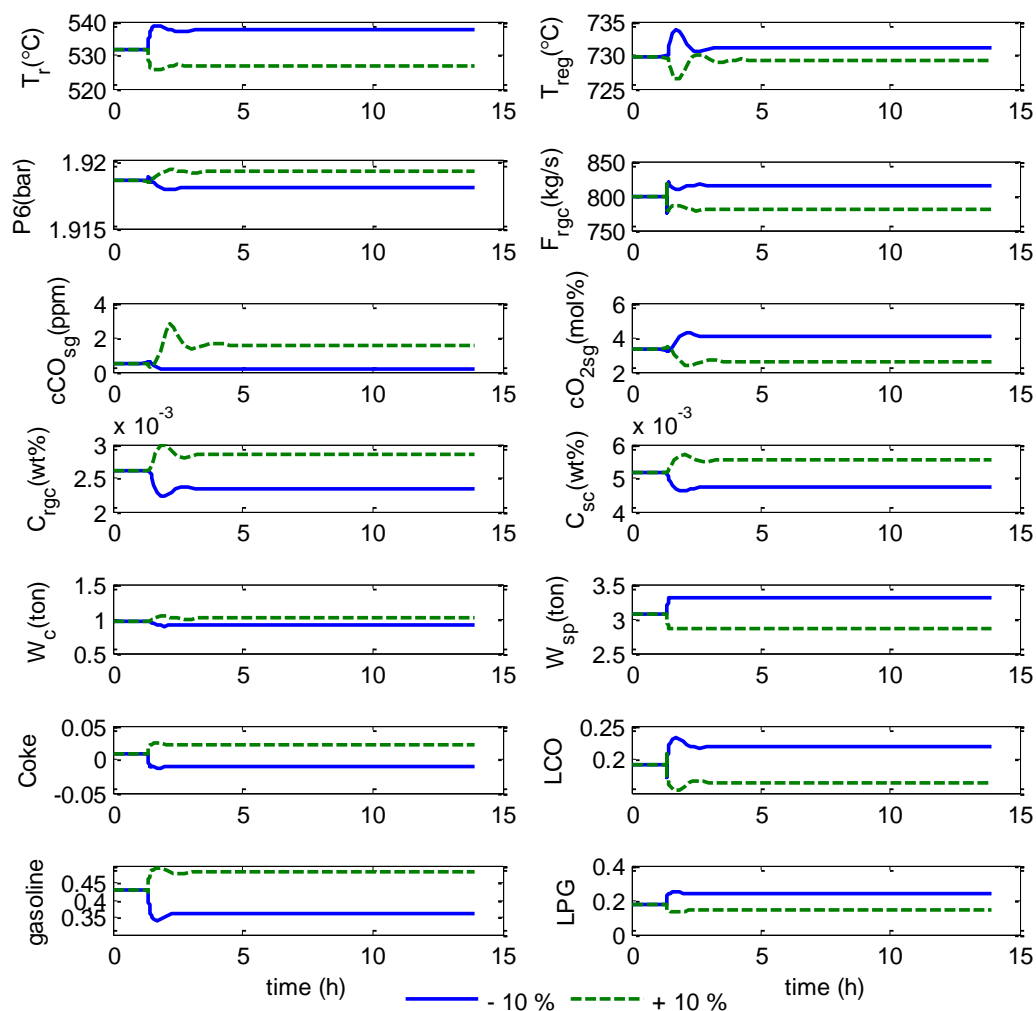 540
530
520
T_r(°C)
0 5 10 15
735
730
725
T_reg(°C)
0 5 10 15
1.92
1.915
P6(bar)
0 5 10 15
850
800
750
F_rgc(kg/s)
0 5 10 15
4
2
0
cCO_sg(ppm)
0 5 10 15
6
4
2
cO_2sg(mol%)
0 5 10 15
x 10^-3
3
2.5
2
C_rgc(wt%)
0 5 10 15
x 10^-3
6
5
4
C_sc(wt%)
0 5 10 15
1.5
1
0.5
W_c(ton)
0 5 10 15
3.5
3
2.5
W_sp(ton)
0 5 10 15
0.05
0
-0.05
Coke
0 5 10 15
0.25
0.2
LCO
0 5 10 15
0.45
0.35
gasoline
0 5 10 15
time (h)
0.4
0.2
0
LPG
0 5 10 15
time (h)
- 10 % + 10 %